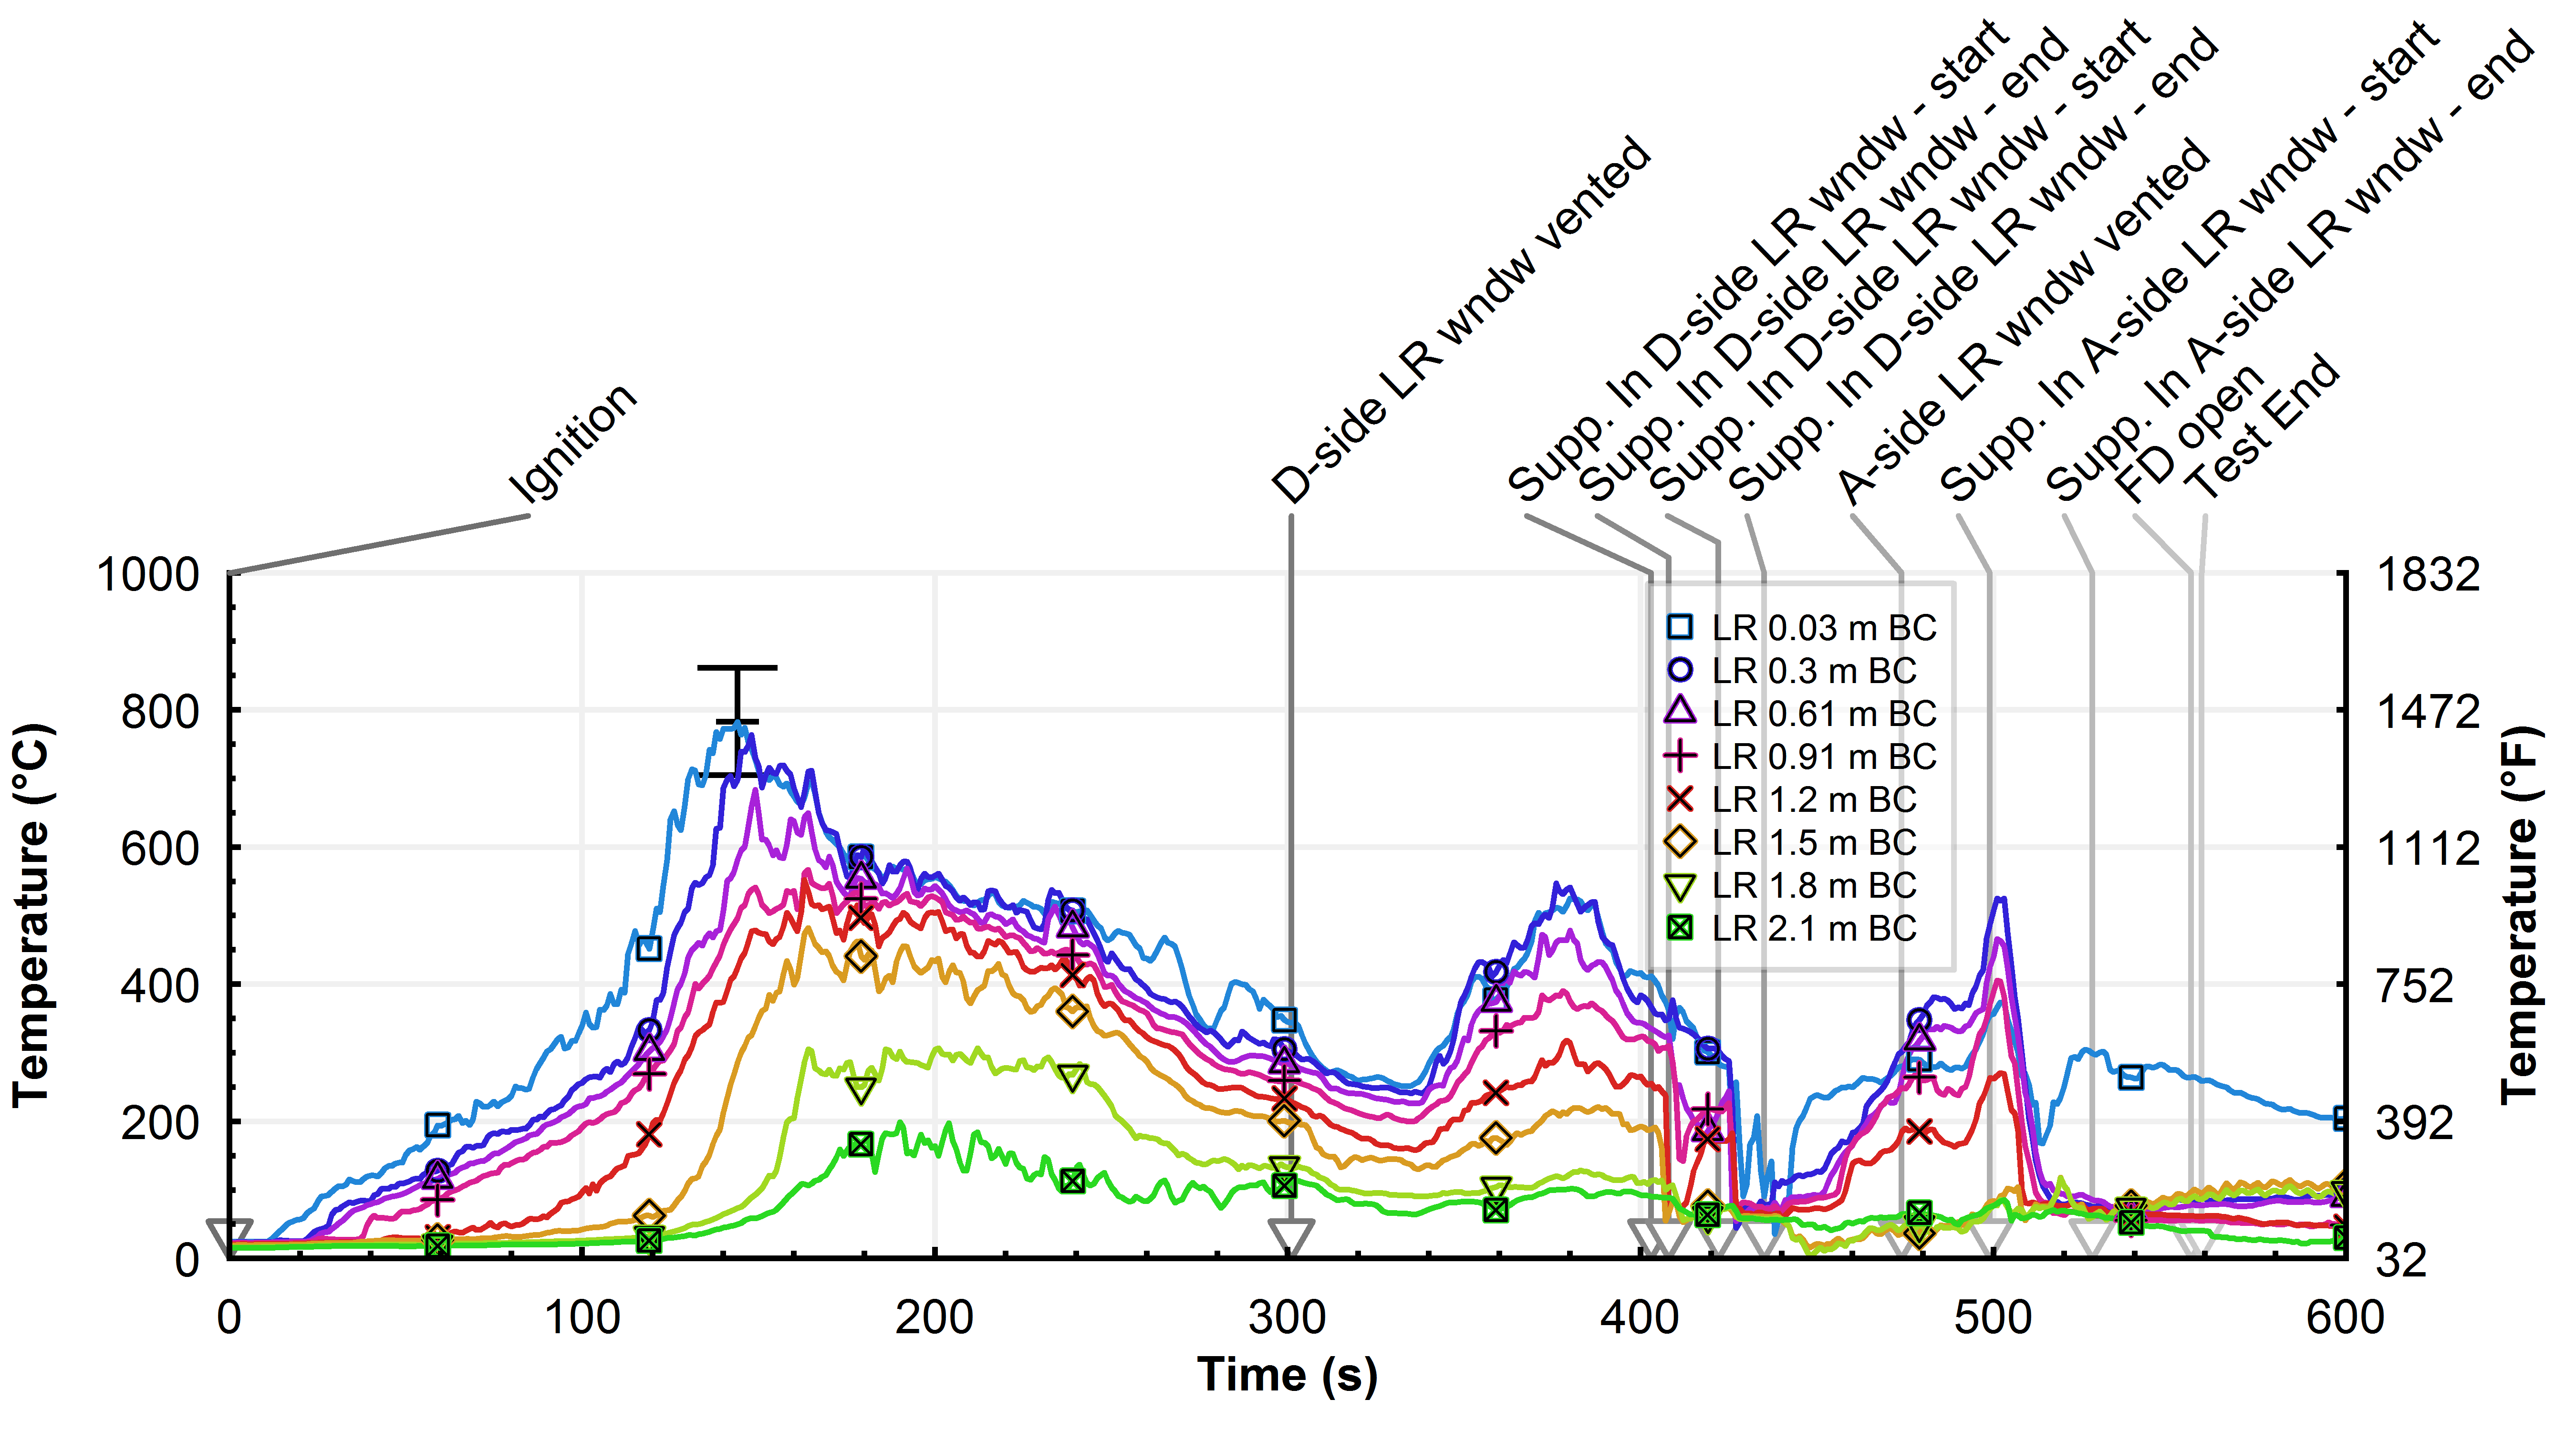 Ignition
D-side LR wndw vented
Supp. In D-side LR wndw - start
Supp. In D-side LR wndw - end
Supp. In D-side LR wndw - start
Supp. In D-side LR wndw - end
A-side LR wndw vented
Supp. In A-side LR wndw - start
Supp. In A-side LR wndw - end
FD open
Test End
1000
800
600
400
200
0
Temperature (°C)
1832
1472
1112
752
392
32
Temperature (°F)
LR 0.03 m BC
LR 0.3 m BC
LR 0.61 m BC
LR 0.91 m BC
LR 1.2 m BC
LR 1.5 m BC
LR 1.8 m BC
LR 2.1 m BC
0 100 200 300 400 500 600
Time (s)